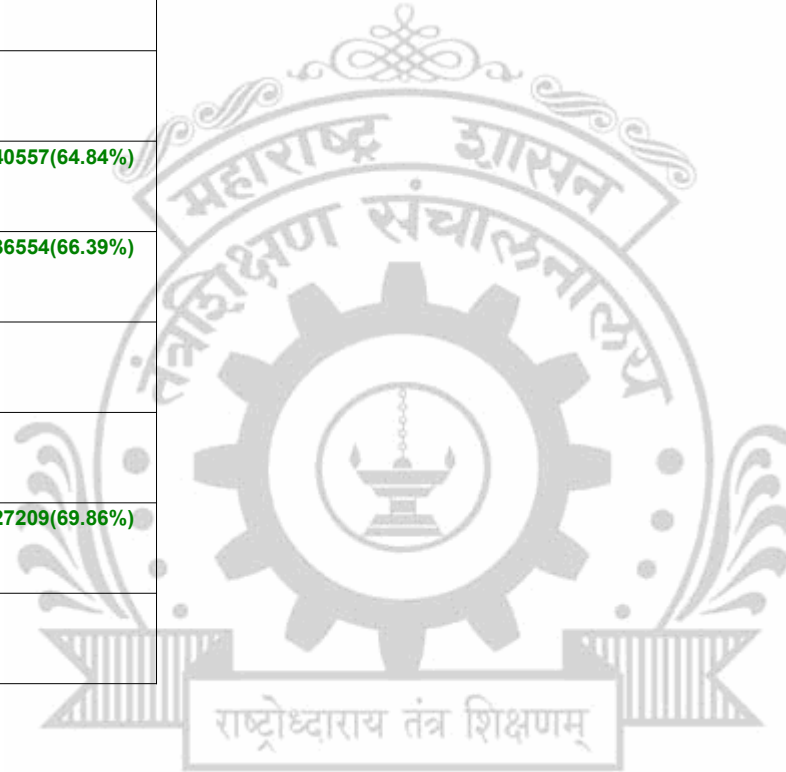 महाराष्ट्र शासन
तंत्रशिक्षण संचालनालय
40557(64.84%)
36554(66.39%)
27209(69.86%)
राष्ट्रोध्दाराय तंत्र शिक्षणम्